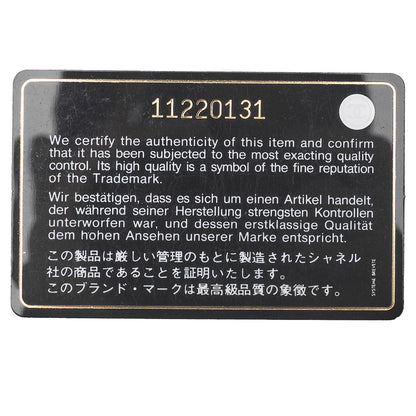 11220131
We certify the authenticity of this item and confirm
that it has been subjected to the most exacting quality
control. Its high quality is a symbol of the fine reputation
of the Trademark.
Wir bestätigen, dass es sich um einen Artikel handelt,
der während seiner Herstellung strengsten Kontrollen
unterworfen war, und dessen erstklassige Qualität
dem hohen Ansehen unserer Marke entspricht.
この製品は厳しい管理のもとに製造されたシャネル
社の商品であることを証明いたします。
このブランド・マークは最高級品質の象徴です。